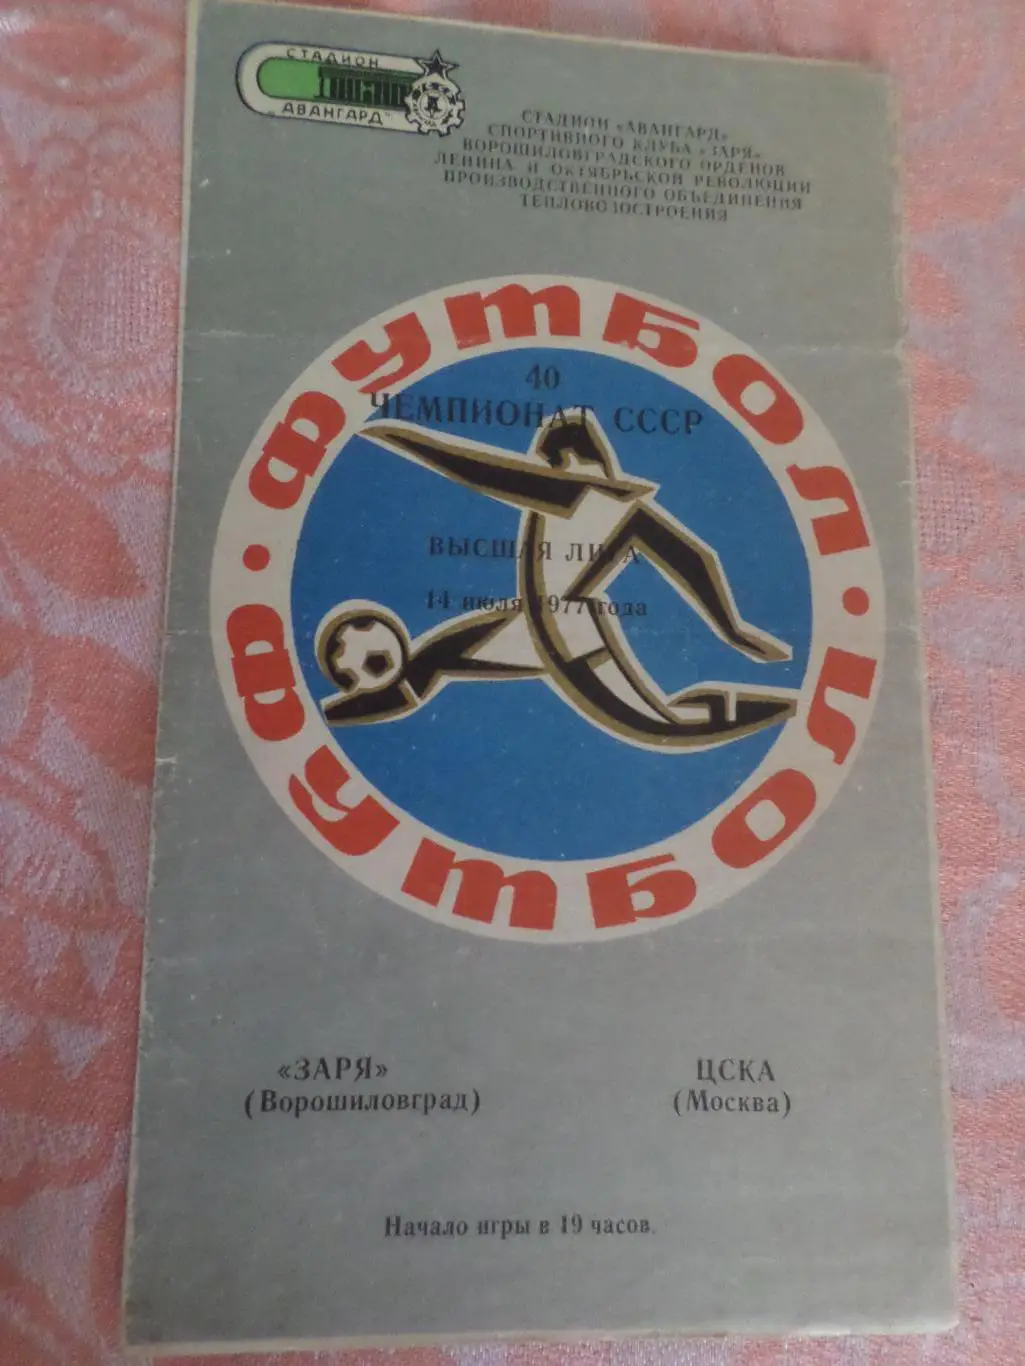 СТАДИОН
"АВАНГАРД"
СТАДИОН «АВАНГАРД»
СПОРТИВНОГО КЛУБА «ЗАРЯ»
ВОРОШИЛОВГРАДСКОГО ОРДЕНОВ
ЛЕНИНА И ОКТЯБРЬСКОЙ РЕВОЛЮЦИИ
ПРОИЗВОДСТВЕННОГО ОБЪЕДИНЕНИЯ
ТЕПЛОВОЗОСТРОЕНИЯ
ФУТБОЛ · ФУТБОЛ ·
40
ЧЕМПИОНАТ СССР
ВЫСШАЯ ЛИГА
14 июля 1977 года
«ЗАРЯ»
(Ворошиловград)
ЦСКА
(Москва)
Начало игры в 19 часов.